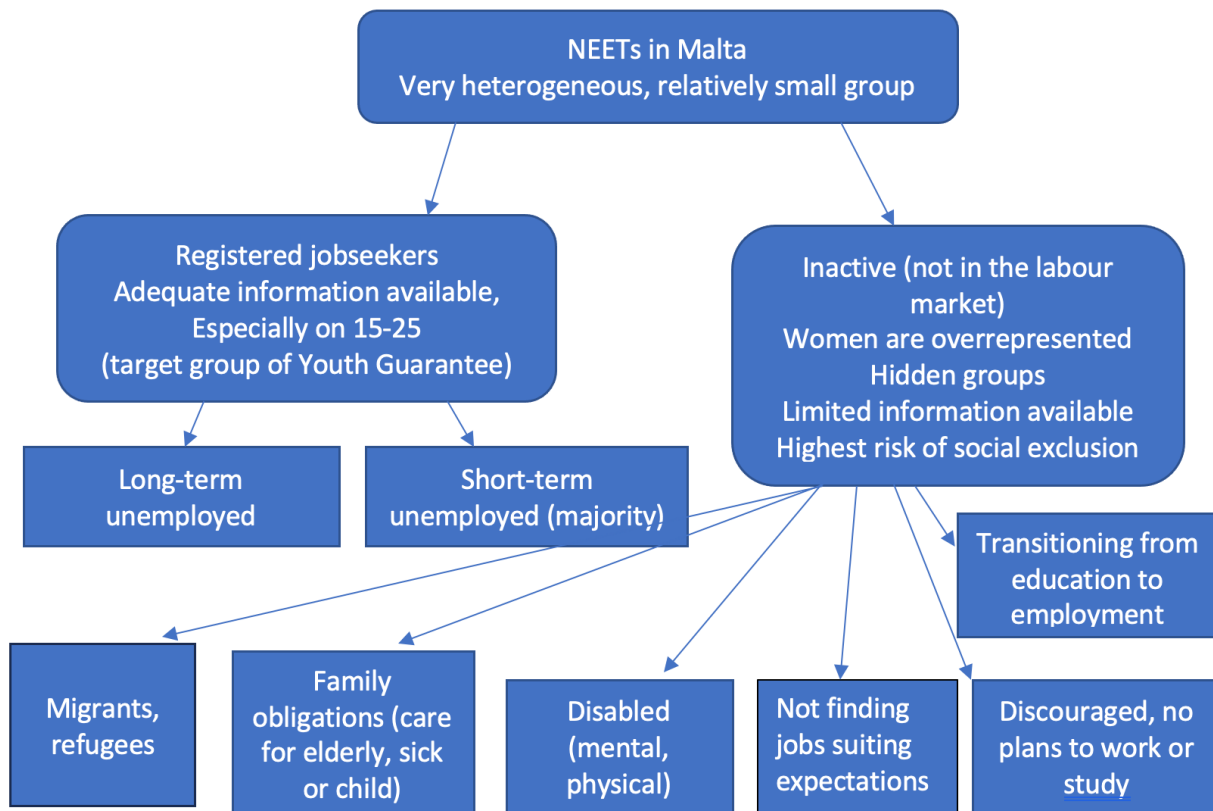 NEETs in Malta
Very heterogeneous, relatively small group
Registered jobseekers
Adequate information available,
Especially on 15-25
(target group of Youth Guarantee)
Inactive (not in the labour
market)
Women are overrepresented
Hidden groups
Limited information available
Highest risk of social exclusion
Long-term
unemployed
Short-term
unemployed (majority)
Transitioning from
education to
employment
Migrants,
refugees
Family
obligations (care
for elderly, sick
or child)
Disabled
(mental,
physical)
Not finding
jobs suiting
expectations
Discouraged, no
plans to work or
study